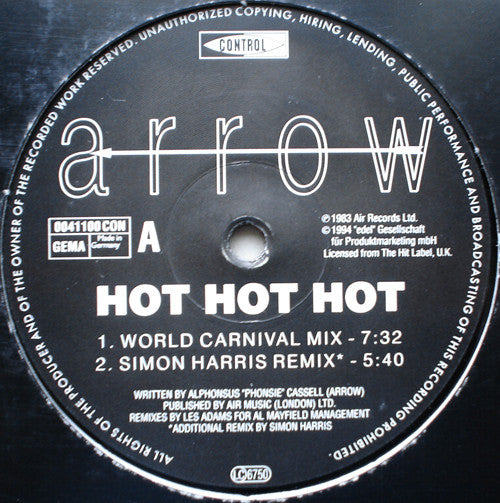 ALL RIGHTS OF THE PRODUCER AND OF THE OWNER OF THE RECORDED WORK RESERVED. UNAUTHORIZED COPYING, HIRING, LENDING, PUBLIC PERFORMANCE AND BROADCASTING OF THIS RECORDING PROHIBITED.
CONTROL
arrow
0041100 CON
GEMA
Made in Germany
A
℗ 1983 Air Records Ltd.
© 1994 "edel" Gesellschaft
für Produktmarketing mbH
Licensed from The Hit Label, U.K.
HOT HOT HOT
1. WORLD CARNIVAL MIX - 7:32
2. SIMON HARRIS REMIX* - 5:40
WRITTEN BY ALPHONSUS "PHONSIE" CASSELL (ARROW)
PUBLISHED BY AIR MUSIC (LONDON) LTD.
REMIXES BY LES ADAMS FOR AL MAYFIELD MANAGEMENT
*ADDITIONAL REMIX BY SIMON HARRIS
LC 6750